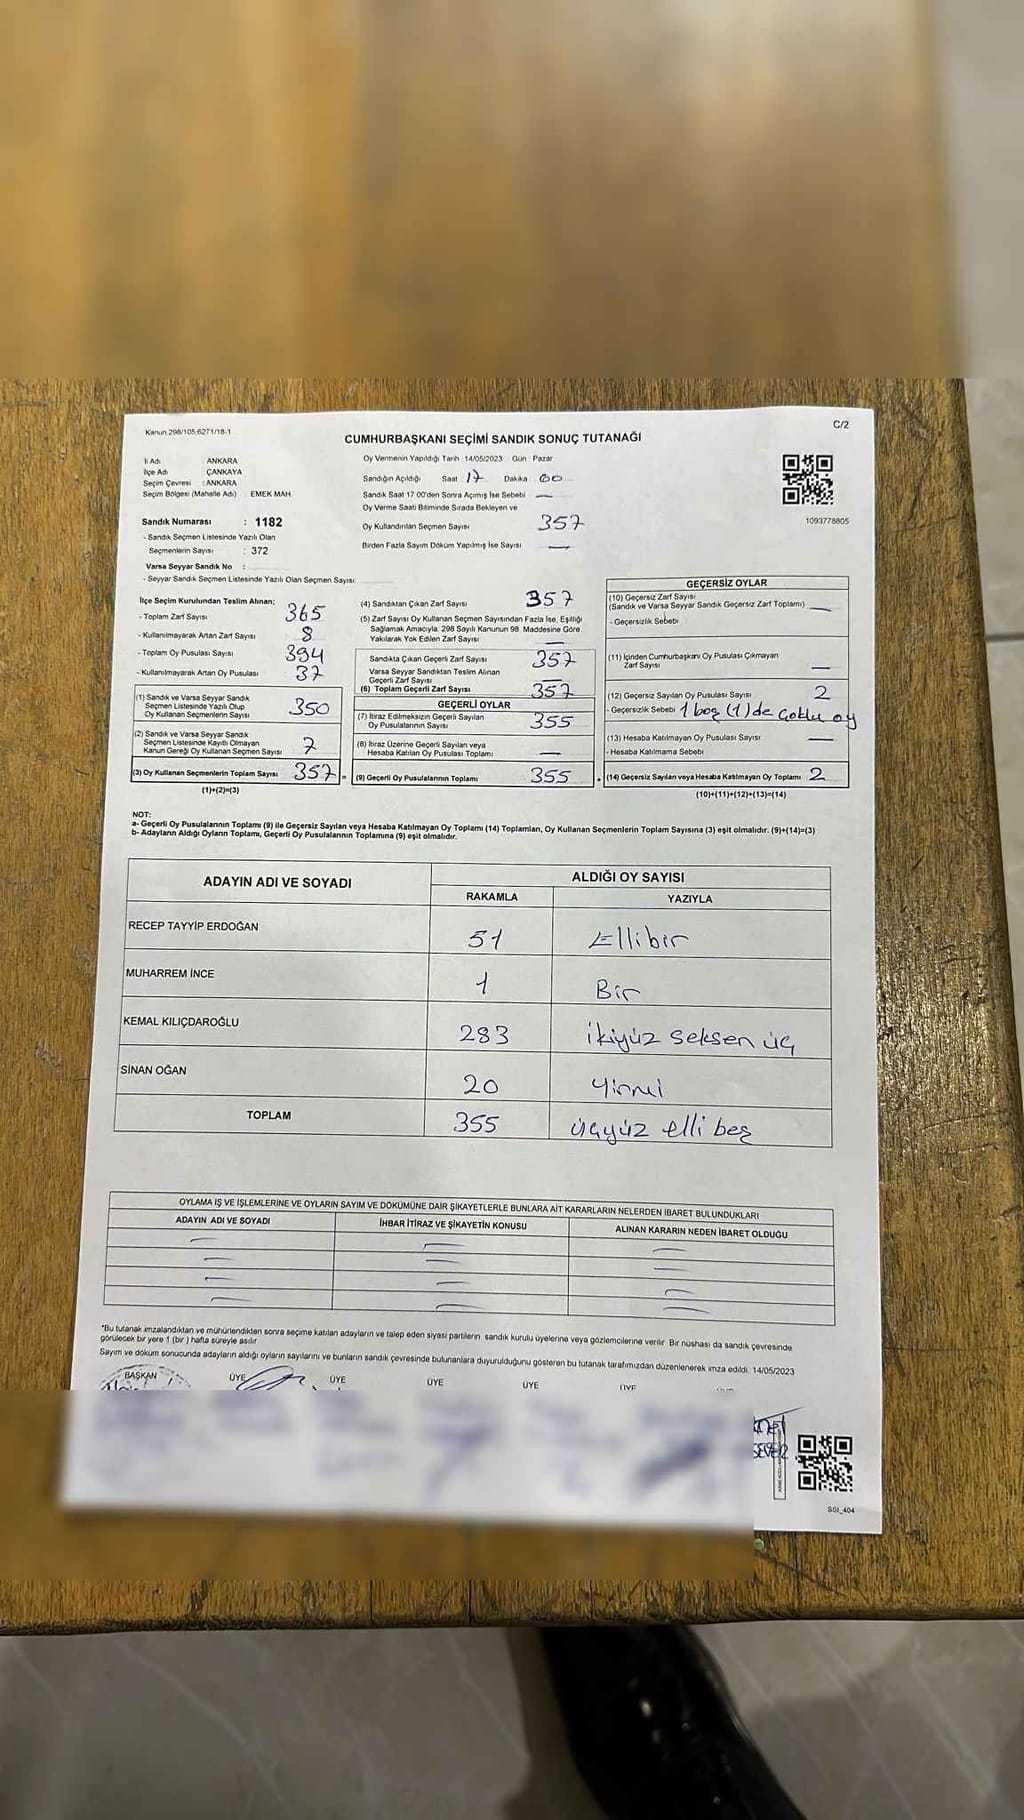 Kanun 298/105,6271/18-1
C/2
CUMHURBAŞKANI SEÇİMİ SANDIK SONUÇ TUTANAĞI
İl Adı : ANKARA
İlçe Adı : ÇANKAYA
Seçim Çevresi : ANKARA
Seçim Bölgesi (Mahalle Adı) : EMEK MAH
Sandık Numarası : 1182
- Sandık Seçmen Listesinde Yazılı Olan
Seçmenlerin Sayısı : 372
Varsa Seyyar Sandık No :
- Seyyar Sandık Seçmen Listesinde Yazılı Olan Seçmen Sayısı
Oy Vermenin Yapıldığı Tarih : 14/05/2023 Gün : Pazar
Sandığın Açıldığı Saat : 17 Dakika : 00
Sandık Saat 17 00'den Sonra Açımış İse Sebebi —
Oy Verme Saati Bitiminde Sırada Bekleyen ve
Oy Kullandırılan Seçmen Sayısı 357
Birden Fazla Sayım Döküm Yapılmış İse Sayısı —
1093778805
İlçe Seçim Kurulundan Teslim Alınan:
- Toplam Zarf Sayısı 365
- Kullanılmayarak Artan Zarf Sayısı 8
- Toplam Oy Pusulası Sayısı 394
- Kullanılmayarak Artan Oy Pusulası 37
(1) Sandık ve Varsa Seyyar Sandık
Seçmen Listesinde Yazılı Olup
Oy Kullanan Seçmenlerin Sayısı 350
(2) Sandık ve Varsa Seyyar Sandık
Seçmen Listesinde Kayıtlı Olmayan
Kanun Gereği Oy Kullanan Seçmen Sayısı 7
(3) Oy Kullanan Seçmenlerin Toplam Sayısı 357 =
(1)+(2)=(3)
(4) Sandıktan Çıkan Zarf Sayısı 357
(5) Zarf Sayısı Oy Kullanan Seçmen Sayısından Fazla İse, Eşitliği
Sağlamak Amacıyla, 298 Sayılı Kanunun 98. Maddesine Göre
Yakılarak Yok Edilen Zarf Sayısı —
Sandıkta Çıkan Geçerli Zarf Sayısı 357
Varsa Seyyar Sandıktan Teslim Alınan
Geçerli Zarf Sayısı —
(6) Toplam Geçerli Zarf Sayısı 357
GEÇERLİ OYLAR
(7) İtiraz Edilmeksizin Geçerli Sayılan
Oy Pusulalarının Sayısı 355
(8) İtiraz Üzerine Geçerli Sayılan veya
Hesaba Katılan Oy Pusulası Toplamı —
(9) Geçerli Oy Pusulalarının Toplamı 355 +
GEÇERSİZ OYLAR
(10) Geçersiz Zarf Sayısı
(Sandık ve Varsa Seyyar Sandık Geçersiz Zarf Toplamı) —
- Geçersizlik Sebebi
(11) İçinden Cumhurbaşkanı Oy Pusulası Çıkmayan
Zarf Sayısı —
(12) Geçersiz Sayılan Oy Pusulası Sayısı 2
- Geçersizlik Sebebi 1 boş (1)'de çoklu oy
(13) Hesaba Katılmayan Oy Pusulası Sayısı —
- Hesaba Katılmama Sebebi
(14) Geçersiz Sayılan veya Hesaba Katılmayan Oy Toplamı 2
(10)+(11)+(12)+(13)=(14)
NOT:
a- Geçerli Oy Pusulalarının Toplamı (9) ile Geçersiz Sayılan veya Hesaba Katılmayan Oy Toplamı (14) Toplamları, Oy Kullanan Seçmenlerin Toplam Sayısına (3) eşit olmalıdır. (9)+(14)=(3)
b- Adayların Aldığı Oyların Toplamı, Geçerli Oy Pusulalarının Toplamına (9) eşit olmalıdır.
ADAYIN ADI VE SOYADI
ALDIĞI OY SAYISI
RAKAMLA YAZIYLA
RECEP TAYYİP ERDOĞAN 51 Ellibir
MUHARREM İNCE 1 Bir
KEMAL KILIÇDAROĞLU 283 ikiyüz seksen üç
SİNAN OĞAN 20 Yirmi
TOPLAM 355 üçyüz elli beş
OYLAMA İŞ VE İŞLEMLERİNE VE OYLARIN SAYIM VE DÖKÜMÜNE DAİR ŞİKAYETLERLE BUNLARA AİT KARARLARIN NELERDEN İBARET BULUNDUKLARI
ADAYIN ADI VE SOYADI İHBAR İTİRAZ VE ŞİKAYETİN KONUSU ALINAN KARARIN NEDEN İBARET OLDUĞU
— — —
— — —
— — —
— — —
*Bu tutanak imzalandıktan ve mühürlendikten sonra seçime katılan adayların ve talep eden siyasi partilerin sandık kurulu üyelerine veya gözlemcilerine verilir. Bir nüshası da sandık çevresinde
görülecek bir yere 1 (bir) hafta süreyle asılır
Sayım ve döküm sonucunda adayların aldığı oyların sayılarını ve bunların sandık çevresinde bulunanlara duyurulduğunu gösteren bu tutanak tarafımızdan düzenlenerek imza edildi. 14/05/2023
BAŞKAN ÜYE ÜYE ÜYE ÜYE ÜYE
SSI_404